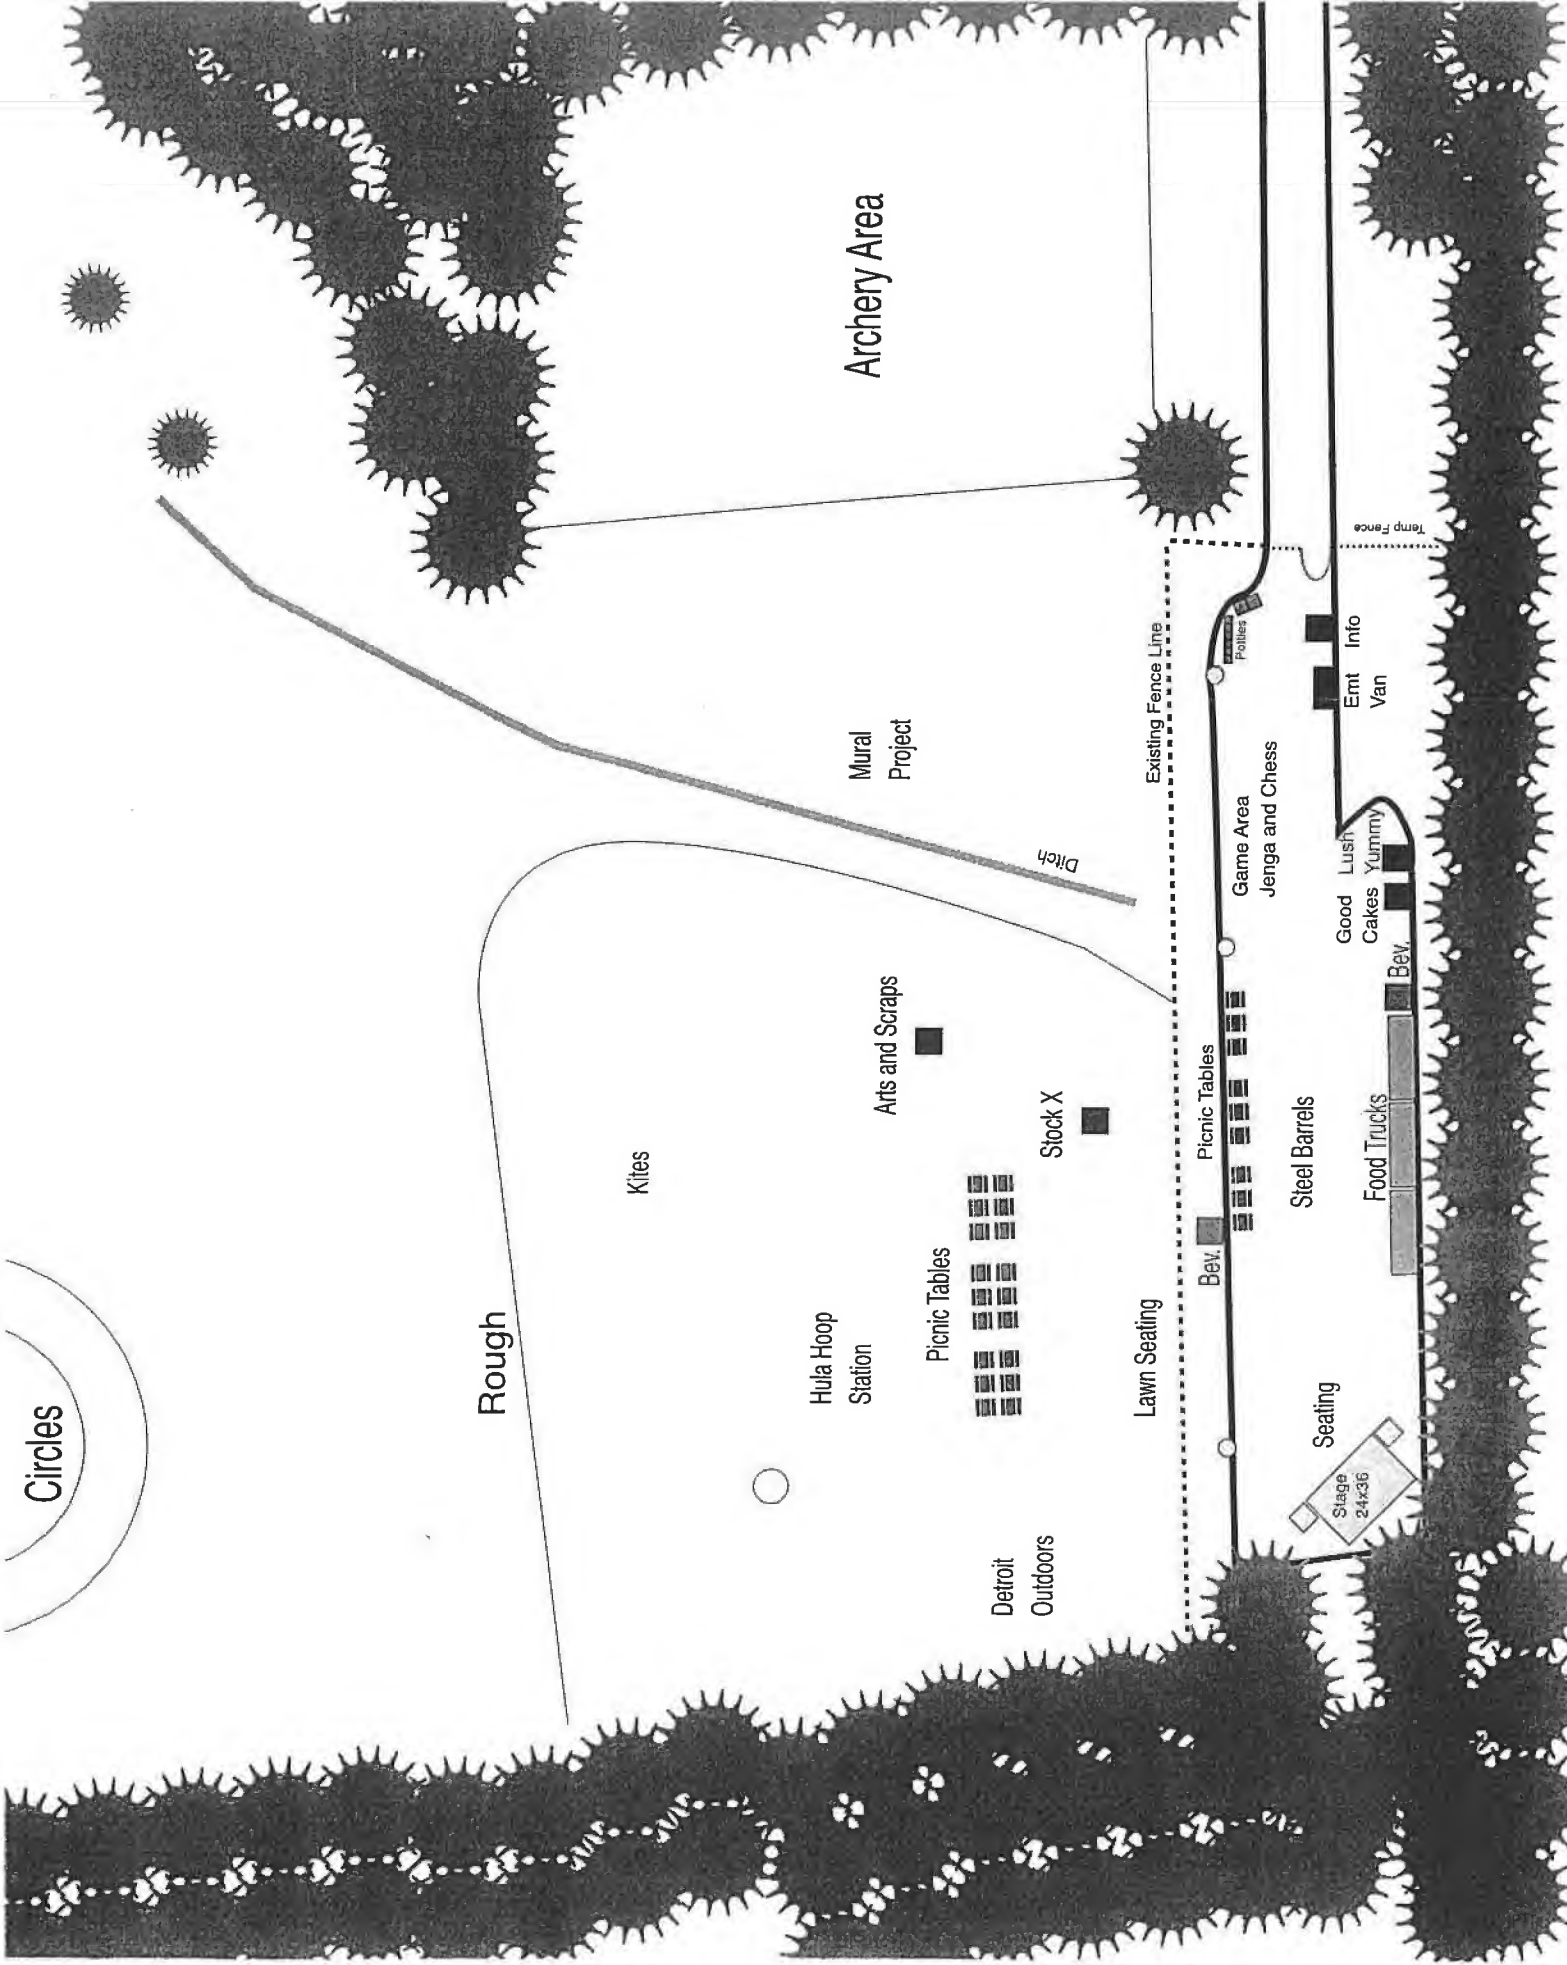 Circles
Rough
Kites
Hula Hoop
Station
Picnic Tables
Arts and Scraps
Stock X
Detroit
Outdoors
Lawn Seating
Mural
Project
Ditch
Archery Area
Existing Fence Line
Temp Fence
Potties
Bev.
Picnic Tables
Game Area
Jenga and Chess
Steel Barrels
Seating
Stage
24x36
Food Trucks
Bev.
Good
Cakes
Lush
Yummy
Emt
Van
Info